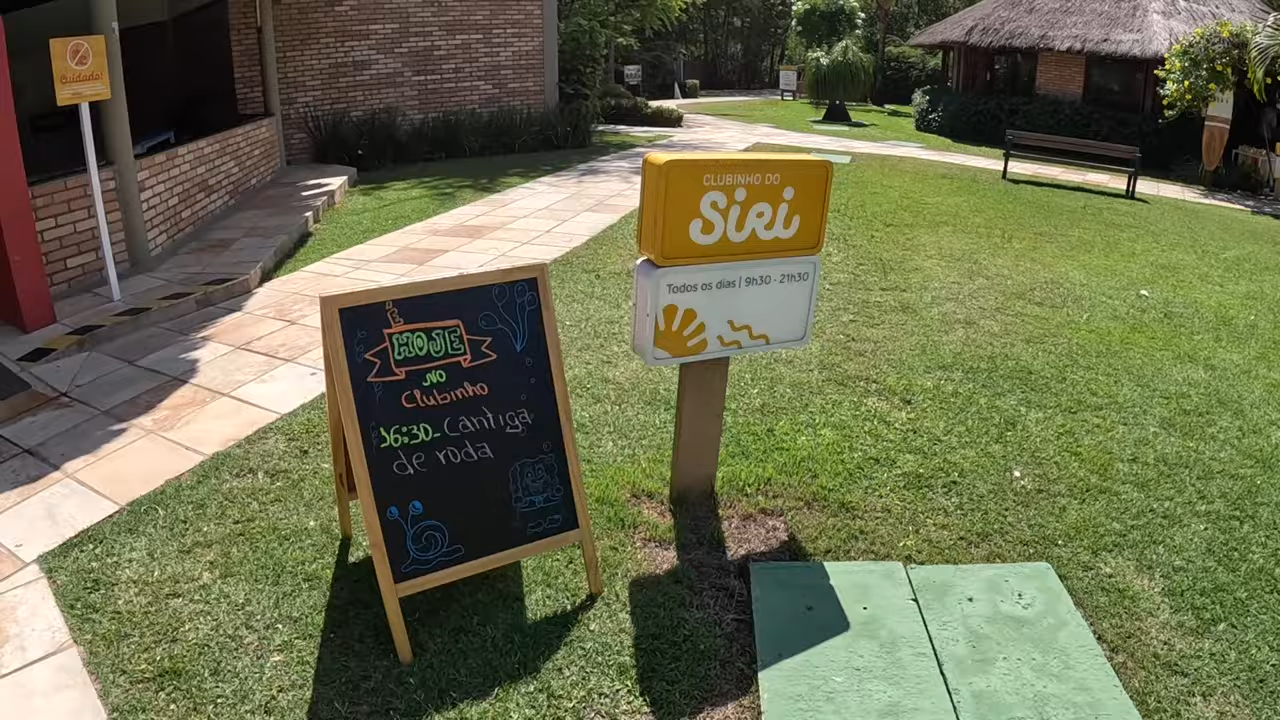 Cuidado!
CLUBINHO DO
Siri
Todos os dias | 9h30 - 21h30
É
HOJE
NO
Clubinho
16:30-Cantiga
de roda